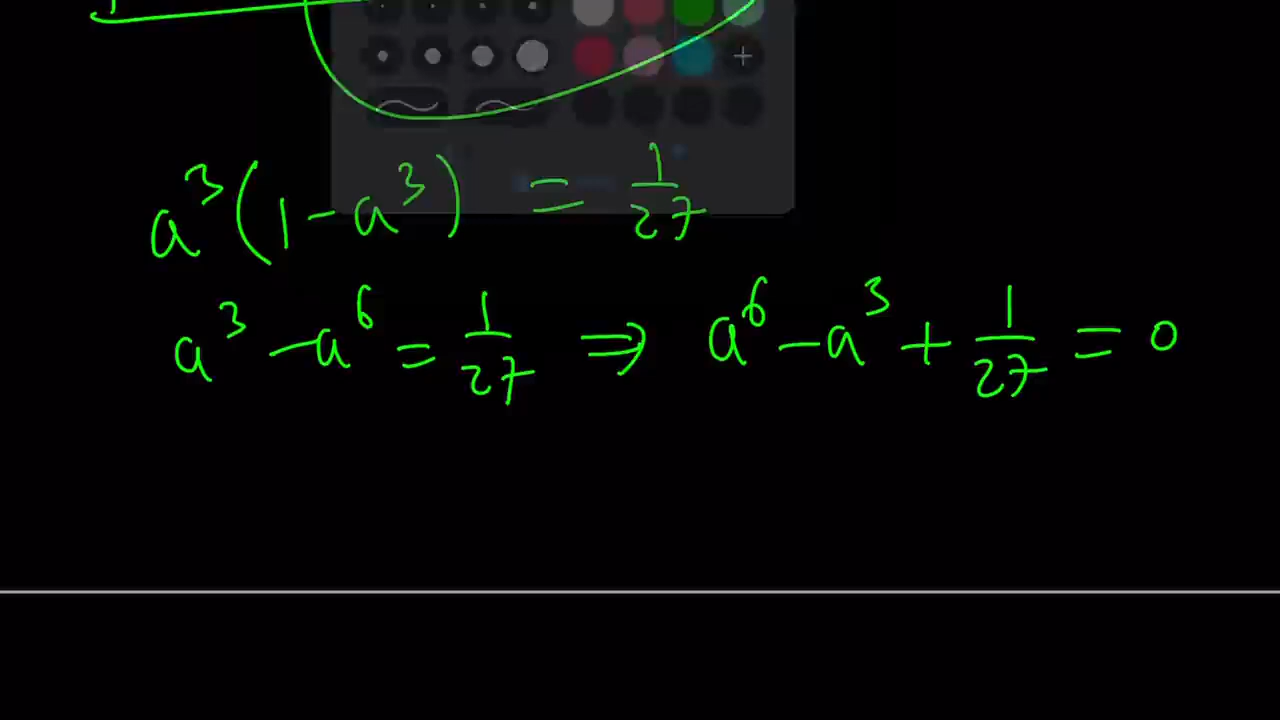 a³(1-a³) = 1/27
a³-a⁶ = 1/27 ⇒ a⁶-a³+1/27 = 0